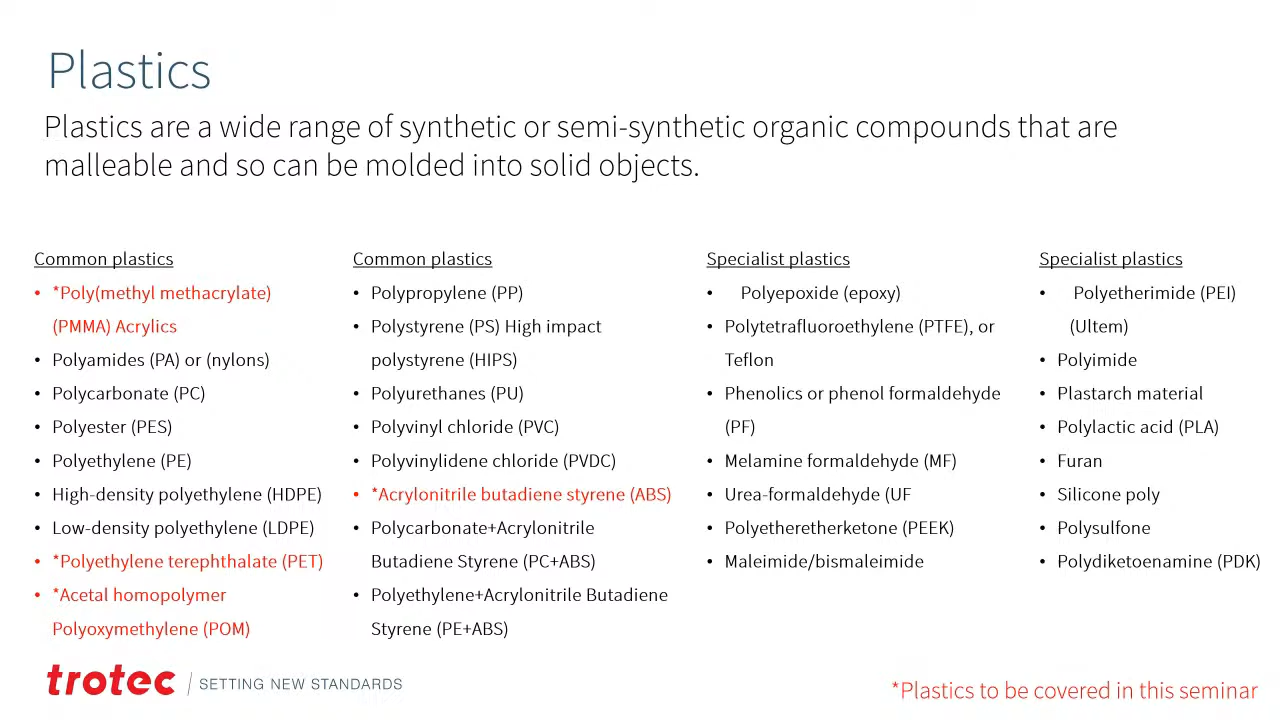 Plastics
Plastics are a wide range of synthetic or semi-synthetic organic compounds that are
malleable and so can be molded into solid objects.
Common plastics
• *Poly(methyl methacrylate)
(PMMA) Acrylics
• Polyamides (PA) or (nylons)
• Polycarbonate (PC)
• Polyester (PES)
• Polyethylene (PE)
• High-density polyethylene (HDPE)
• Low-density polyethylene (LDPE)
• *Polyethylene terephthalate (PET)
• *Acetal homopolymer
Polyoxymethylene (POM)
Common plastics
• Polypropylene (PP)
• Polystyrene (PS) High impact
polystyrene (HIPS)
• Polyurethanes (PU)
• Polyvinyl chloride (PVC)
• Polyvinylidene chloride (PVDC)
• *Acrylonitrile butadiene styrene (ABS)
• Polycarbonate+Acrylonitrile
Butadiene Styrene (PC+ABS)
• Polyethylene+Acrylonitrile Butadiene
Styrene (PE+ABS)
Specialist plastics
• Polyepoxide (epoxy)
• Polytetrafluoroethylene (PTFE), or
Teflon
• Phenolics or phenol formaldehyde
(PF)
• Melamine formaldehyde (MF)
• Urea-formaldehyde (UF
• Polyetheretherketone (PEEK)
• Maleimide/bismaleimide
Specialist plastics
• Polyetherimide (PEI)
(Ultem)
• Polyimide
• Plastarch material
• Polylactic acid (PLA)
• Furan
• Silicone poly
• Polysulfone
• Polydiketoenamine (PDK)
trotec / SETTING NEW STANDARDS
*Plastics to be covered in this seminar